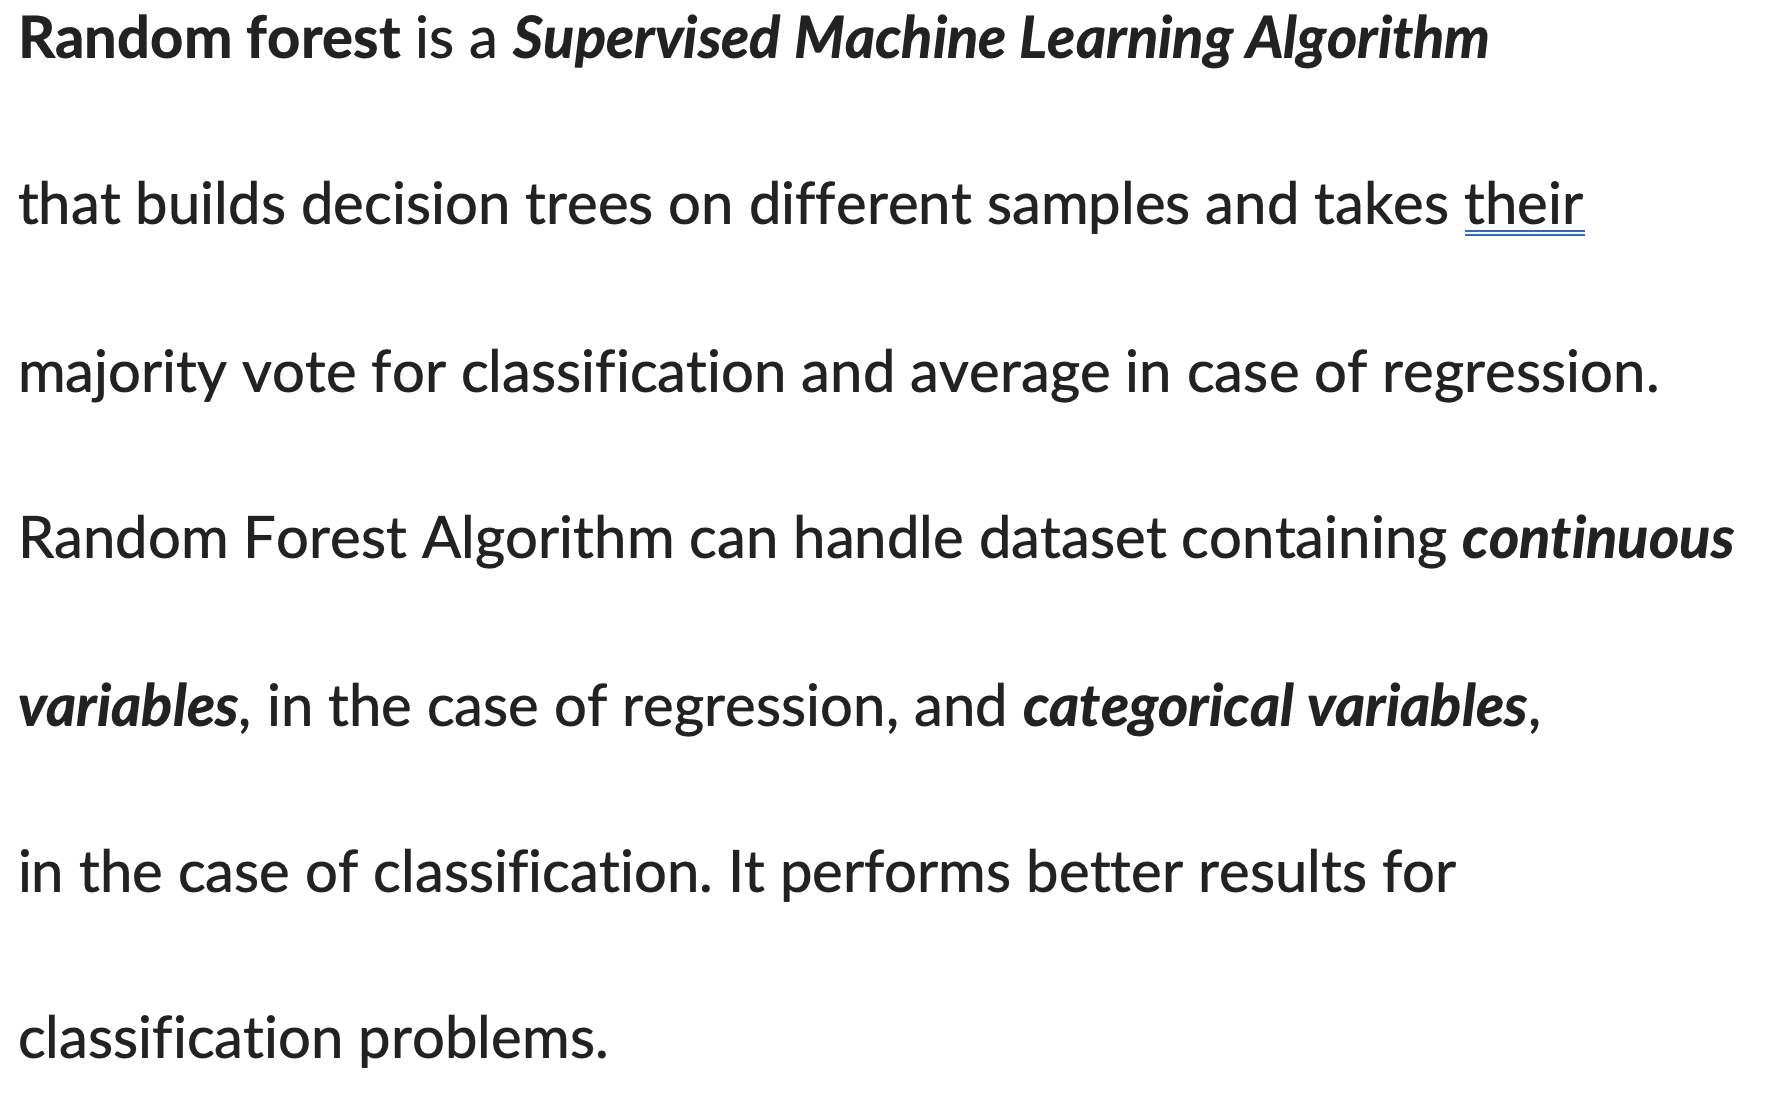 Random forest is a Supervised Machine Learning Algorithm
that builds decision trees on different samples and takes their
majority vote for classification and average in case of regression.
Random Forest Algorithm can handle dataset containing continuous
variables, in the case of regression, and categorical variables,
in the case of classification. It performs better results for
classification problems.